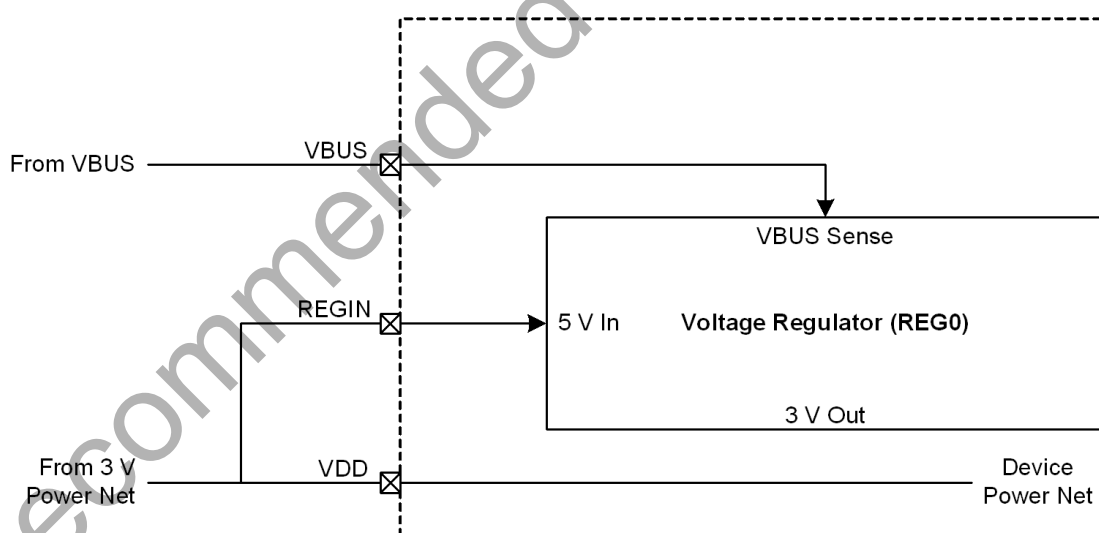 From VBUS
VBUS
VBUS Sense
REGIN
5 V In
Voltage Regulator (REG0)
3 V Out
From 3 V
Power Net
VDD
Device
Power Net
ecommended